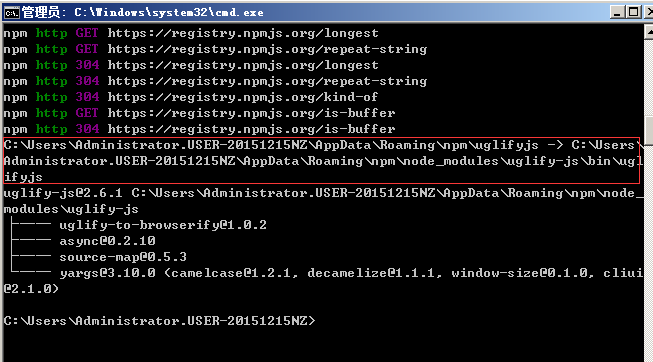 管理员: C:\Windows\system32\cmd.exe
npm http GET https://registry.npmjs.org/longest
npm http GET https://registry.npmjs.org/repeat-string
npm http 304 https://registry.npmjs.org/longest
npm http 304 https://registry.npmjs.org/repeat-string
npm http 304 https://registry.npmjs.org/kind-of
npm http GET https://registry.npmjs.org/is-buffer
npm http 304 https://registry.npmjs.org/is-buffer
C:\Users\Administrator.USER-20151215NZ\AppData\Roaming\npm\uglifyjs -> C:\Users\
Administrator.USER-20151215NZ\AppData\Roaming\npm\node_modules\uglify-js\bin\ugl
ifyjs
uglify-js@2.6.1 C:\Users\Administrator.USER-20151215NZ\AppData\Roaming\npm\node_
modules\uglify-js
├── uglify-to-browserify@1.0.2
├── async@0.2.10
├── source-map@0.5.3
└── yargs@3.10.0 (camelcase@1.2.1, decamelize@1.1.1, window-size@0.1.0, cliui
@2.1.0)
C:\Users\Administrator.USER-20151215NZ>